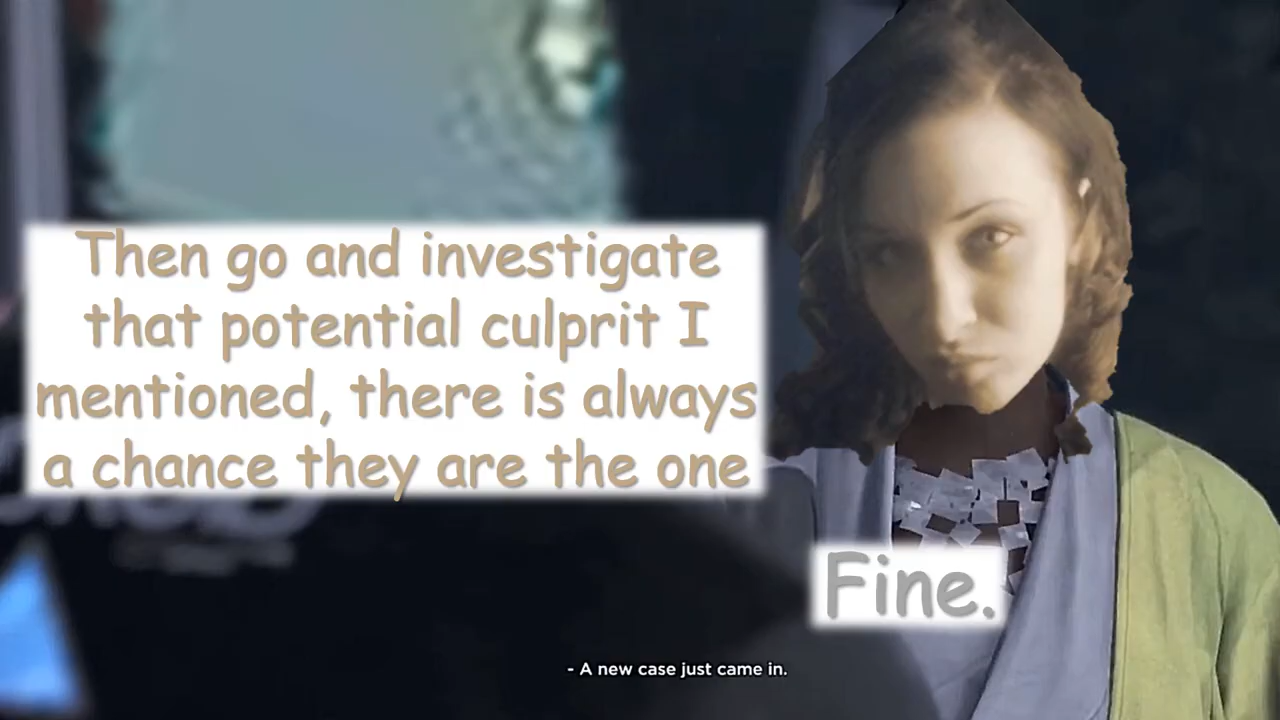 Then go and investigate
that potential culprit I
mentioned, there is always
a chance they are the one
Fine.
- A new case just came in.